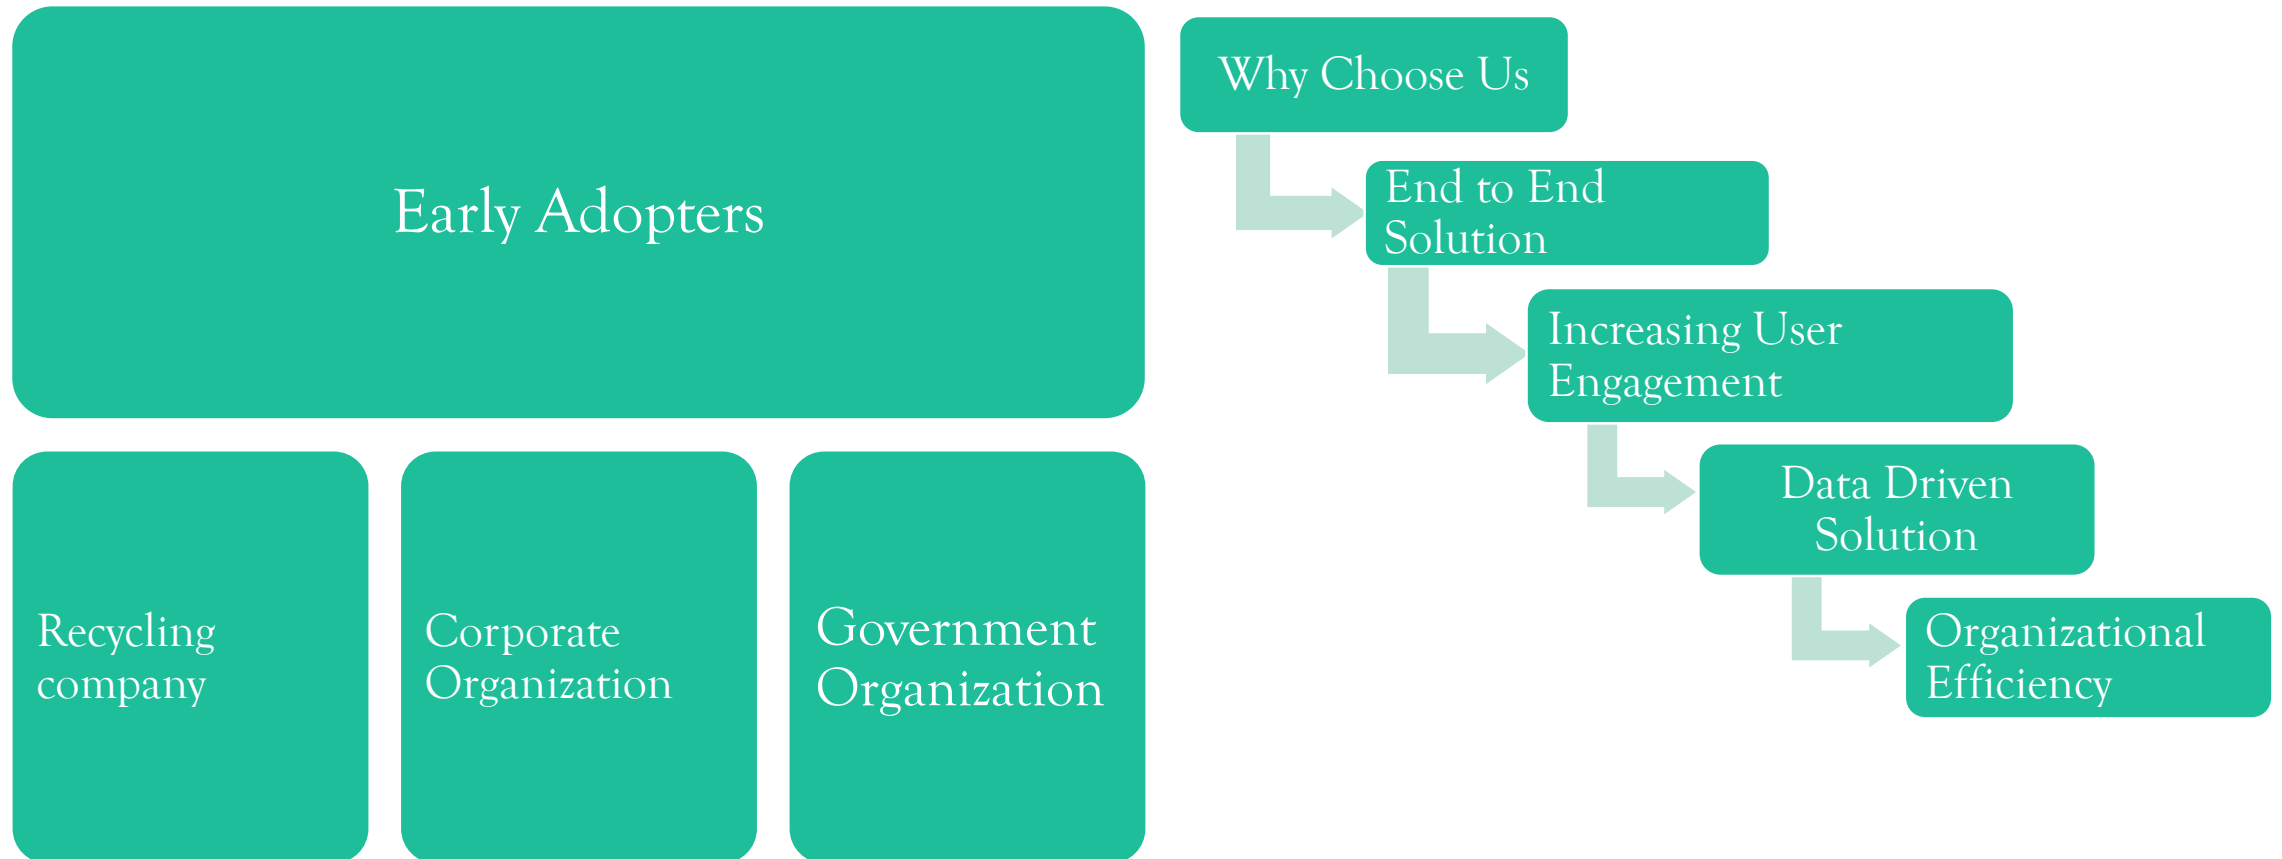 Early Adopters
Recycling
company
Corporate
Organization
Government
Organization
Why Choose Us
End to End
Solution
Increasing User
Engagement
Data Driven
Solution
Organizational
Efficiency